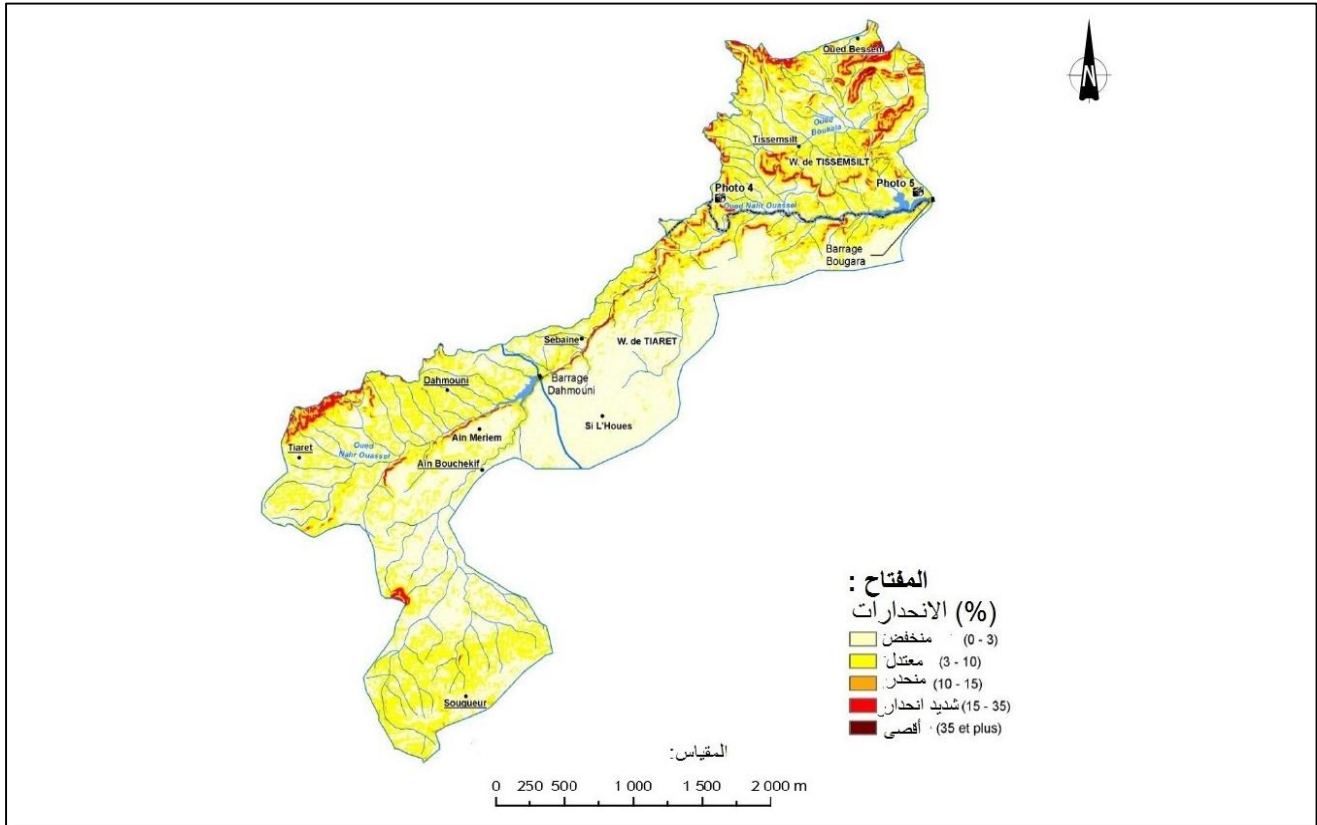 N
Oued Bessem
Oued
Boukala
Tissemsilt
W. de TISSEMSILT
Photo 4
Photo 5
Oued Nahr Ouassel
Barrage
Bougara
Sebaine
W. de TIARET
Dahmouni
Barrage
Dahmouni
Si L'Houes
Ain Meriem
Tiaret
Oued
Nahr Ouassel
Ain Bouchekif
Sougueur
المفتاح :
الانحدارات (%)
منخفض (0 - 3)
معتدل (3 - 10)
منحدر (10 - 15)
شديد انحدار (15 - 35)
أقصى (35 et plus)
المقياس:
0 250 500 1 000 1 500 2 000 m